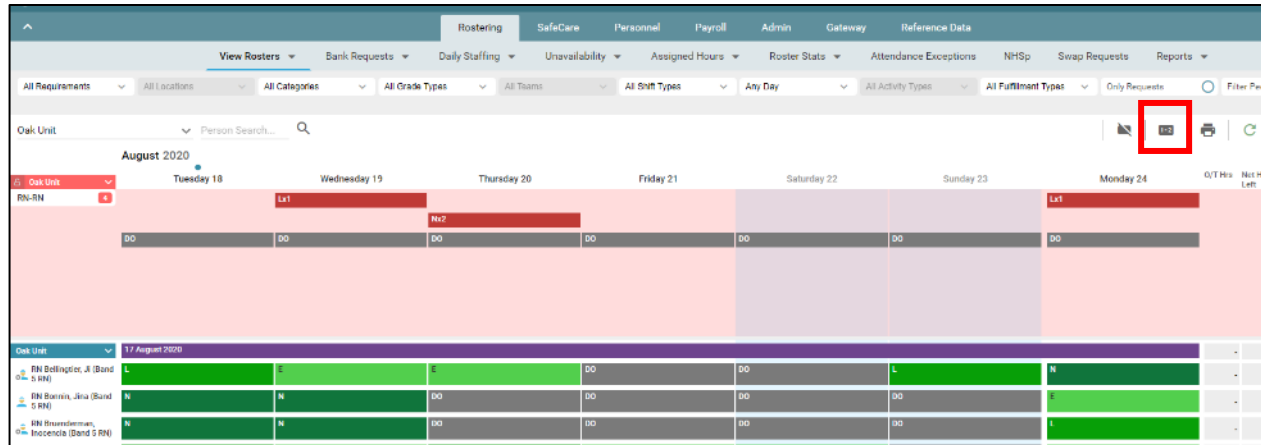 Rostering SafeCare Personnel Payroll Admin Gateway Reference Data
View Rosters Bank Requests Daily Staffing Unavailability Assigned Hours Roster Stats Attendance Exceptions NHSp Swap Requests Reports
All Requirements All Locations All Categories All Grade Types All Teams All Shift Types Any Day All Activity Types All Fulfillment Types Only Requests Filter Pe
Oak Unit Person Search...
August 2020
Oak Unit Tuesday 18 Wednesday 19 Thursday 20 Friday 21 Saturday 22 Sunday 23 Monday 24 O/T Hrs Net H
Left
RN-RN 4 Lx1 Lx1
Nx2
DO DO DO DO DO DO DO
Oak Unit 17 August 2020 -
RN Bellingtier, Ji (Band L E E DO DO L N -
5 RN)
RN Bonnin, Jina (Band N N DO DO DO DO E -
5 RN)
RN Bruenderman, N N DO DO DO DO L -
Inocencia (Band 5 RN)